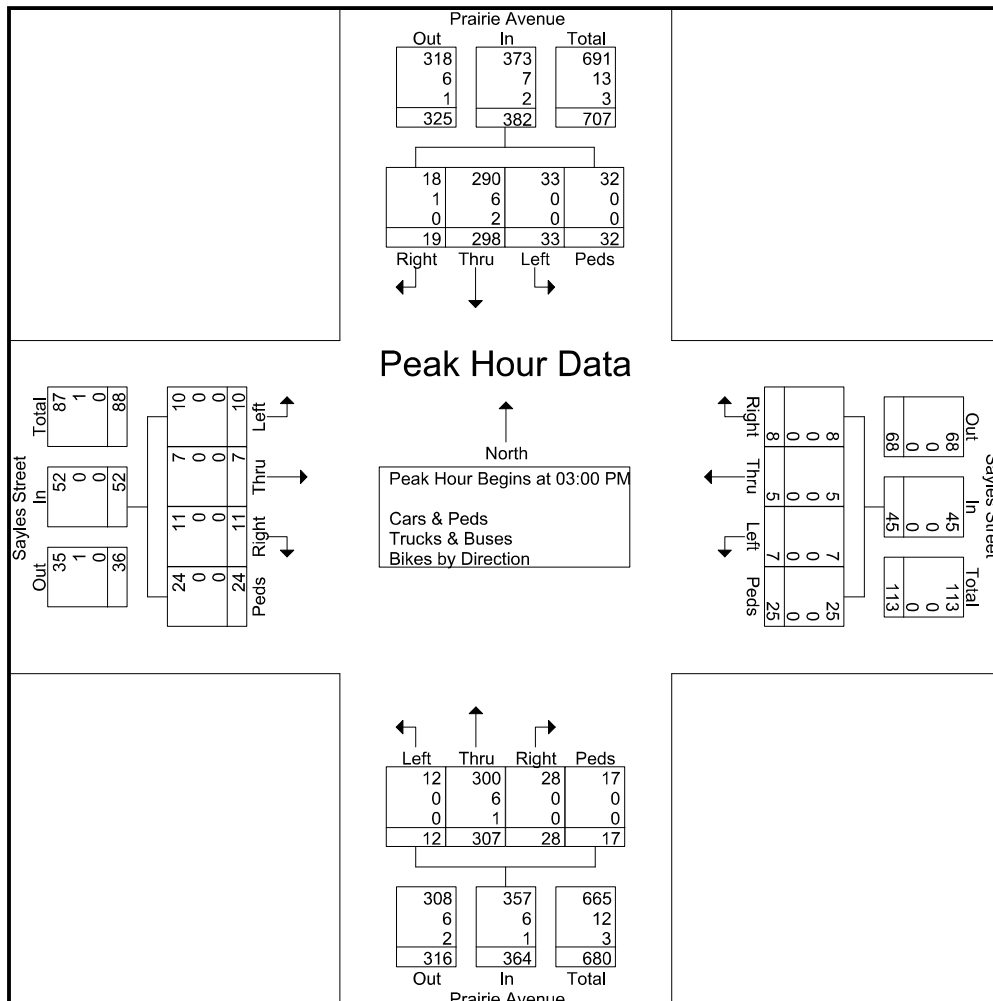 Prairie Avenue
Out In Total
318 373 691
6 7 13
1 2 3
325 382 707
18 290 33 32
1 6 0 0
0 2 0 0
19 298 33 32
Right Thru Left Peds
Peak Hour Data
North
Peak Hour Begins at 03:00 PM
Cars & Peds
Trucks & Buses
Bikes by Direction
Sayles Street
Out In Total
35 52 87
1 0 1
0 0 0
36 52 88
24 11 7 10
0 0 0 0
0 0 0 0
24 11 7 10
Peds Right Thru Left
Sayles Street
Out In Total
68 45 113
0 0 0
0 0 0
68 45 113
8 5 7 25
0 0 0 0
0 0 0 0
8 5 7 25
Right Thru Left Peds
Left Thru Right Peds
12 300 28 17
0 6 0 0
0 1 0 0
12 307 28 17
308 357 665
6 6 12
2 1 3
316 364 680
Out In Total
Prairie Avenue